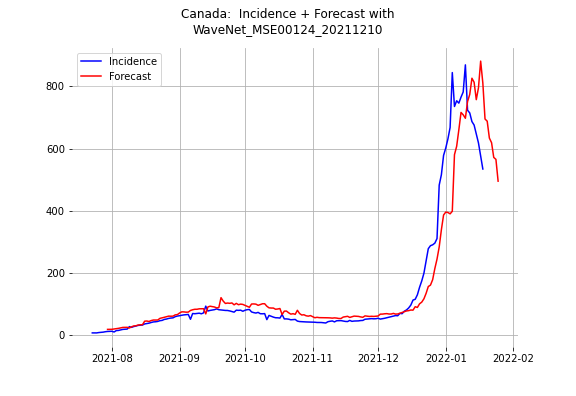 Canada:  Incidence + Forecast with
WaveNet_MSE00124_20211210
Incidence
Forecast
800
600
400
200
0
2021-08 2021-09 2021-10 2021-11 2021-12 2022-01 2022-02